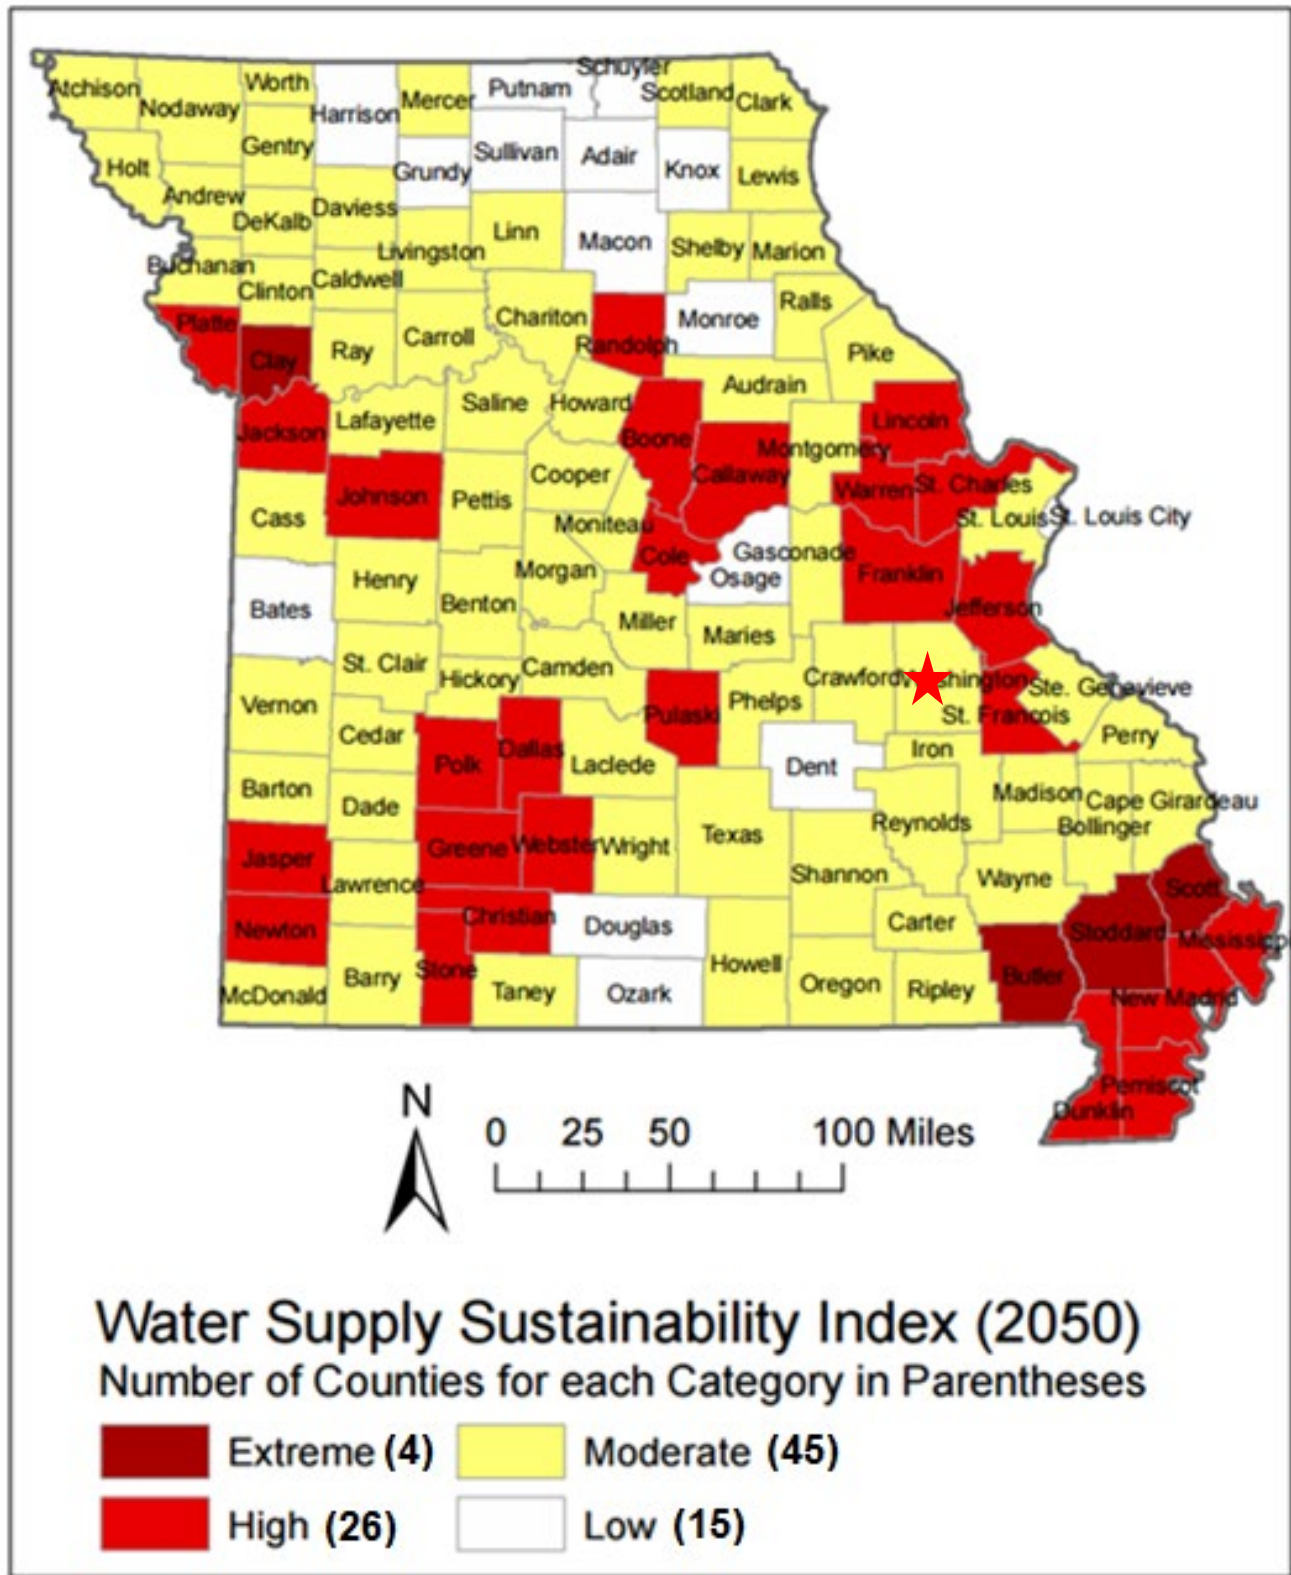 Atchison
Nodaway
Worth
Harrison
Mercer
Putnam
Schuyler
Scotland
Clark
Gentry
Holt
Grundy
Sullivan
Adair
Knox
Lewis
Andrew
DeKalb
Daviess
Livingston
Linn
Macon
Shelby
Marion
Buchanan
Clinton
Caldwell
Carroll
Chariton
Randolph
Monroe
Ralls
Pike
Platte
Clay
Ray
Saline
Howard
Audrain
Jackson
Lafayette
Boone
Callaway
Montgomery
Lincoln
Johnson
Pettis
Cooper
Warren
St. Charles
Cass
Moniteau
St. Louis
St. Louis City
Henry
Benton
Morgan
Cole
Osage
Gasconade
Franklin
Jefferson
Bates
Miller
Maries
St. Clair
Hickory
Camden
Crawford
Ste. Genevieve
Vernon
Cedar
Polk
Dallas
Laclede
Pulaski
Phelps
St. Francois
Perry
Dent
Iron
Barton
Dade
Madison
Cape Girardeau
Bollinger
Jasper
Lawrence
Greene
Webster
Wright
Texas
Reynolds
Shannon
Wayne
Scott
Newton
Christian
Douglas
Carter
Stoddard
Mississippi
McDonald
Barry
Stone
Taney
Ozark
Howell
Oregon
Ripley
Butler
New Madrid
Pemiscot
Dunklin
N
0 25 50 100 Miles
Water Supply Sustainability Index (2050)
Number of Counties for each Category in Parentheses
Extreme (4) Moderate (45)
High (26) Low (15)